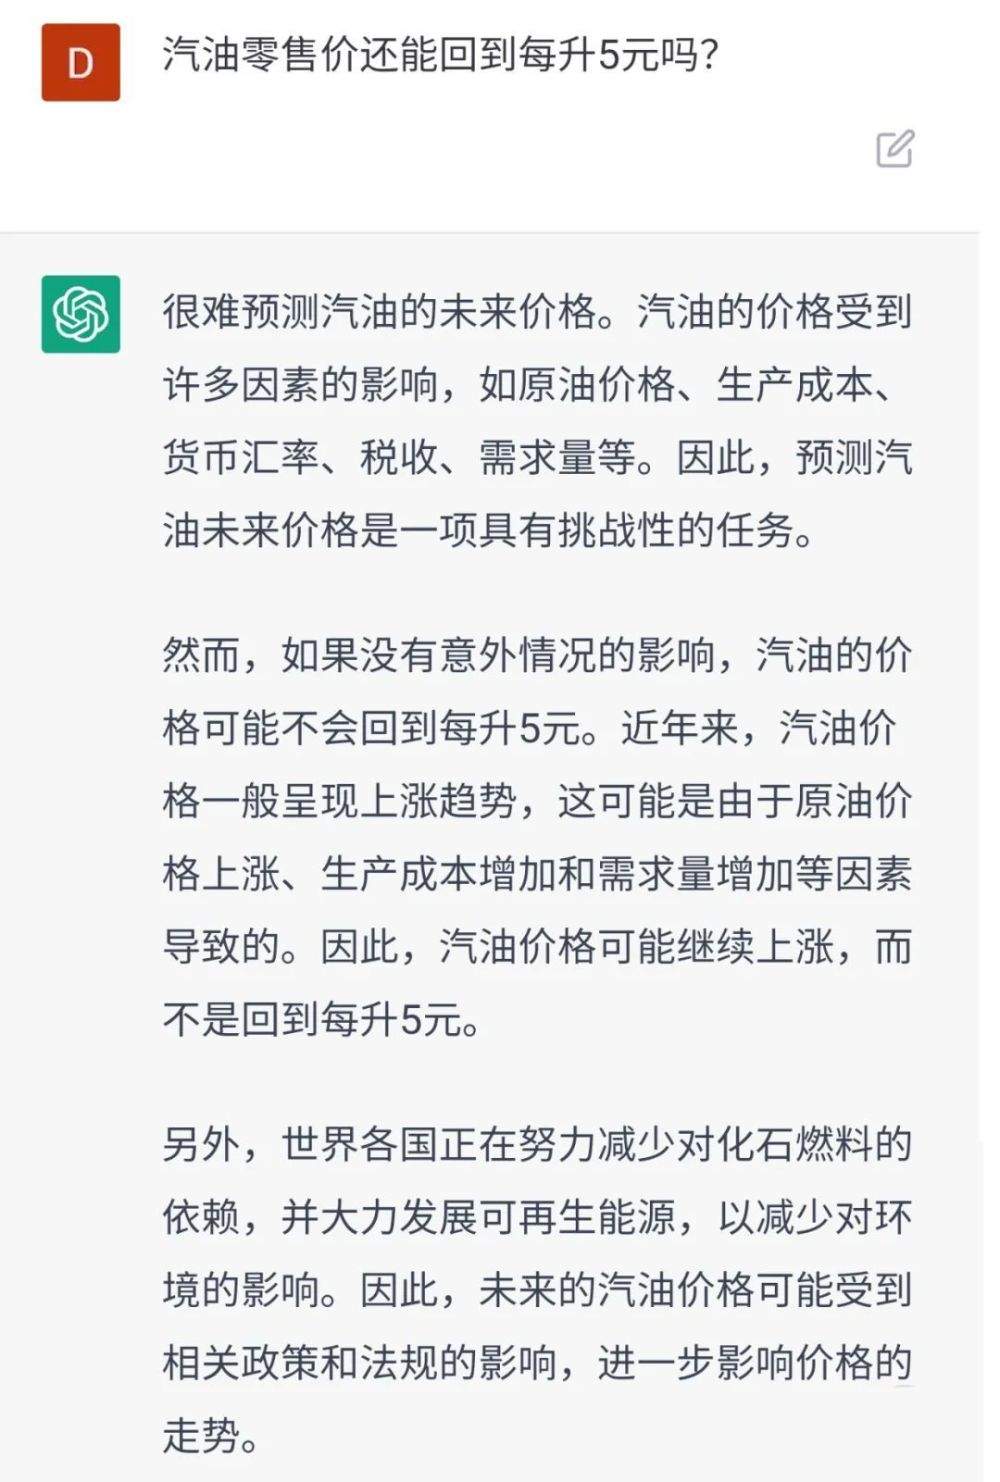 D
汽油零售价还能回到每升5元吗？
很难预测汽油的未来价格。汽油的价格受到
许多因素的影响，如原油价格、生产成本、
货币汇率、税收、需求量等。因此，预测汽
油未来价格是一项具有挑战性的任务。
然而，如果没有意外情况的影响，汽油的价
格可能不会回到每升5元。近年来，汽油价
格一般呈现上涨趋势，这可能是由于原油价
格上涨、生产成本增加和需求量增加等因素
导致的。因此，汽油价格可能继续上涨，而
不是回到每升5元。
另外，世界各国正在努力减少对化石燃料的
依赖，并大力发展可再生能源，以减少对环
境的影响。因此，未来的汽油价格可能受到
相关政策和法规的影响，进一步影响价格的
走势。